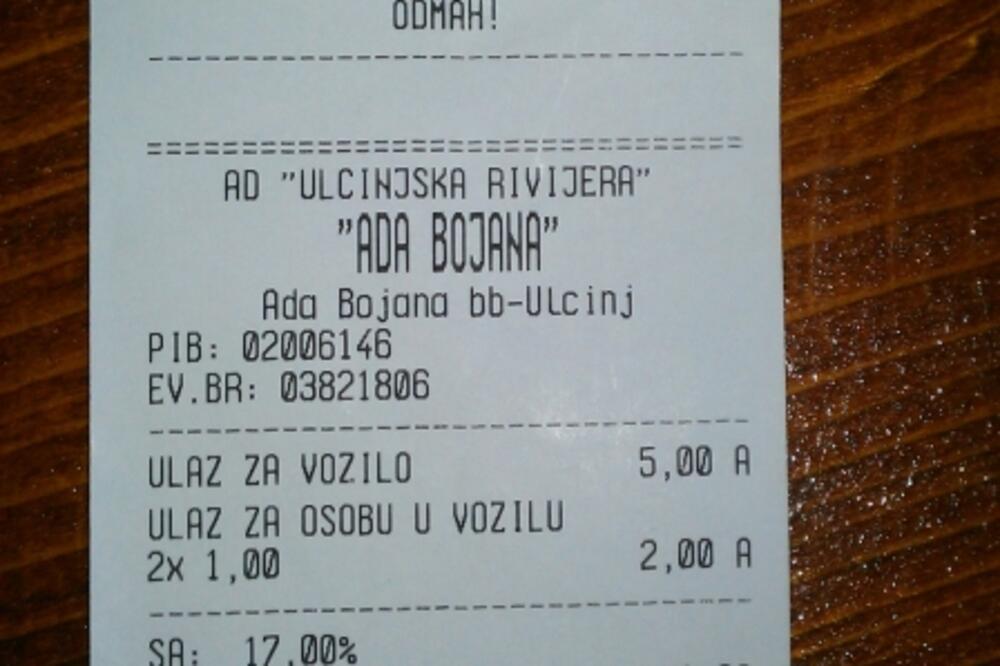 ODMAH!
AD "ULCINJSKA RIVIJERA"
"ADA BOJANA"
Ada Bojana bb-Ulcinj
PIB: 02006146
EV.BR: 03821806
ULAZ ZA VOZILO 5,00 A
ULAZ ZA OSOBU U VOZILU
2x 1,00 2,00 A
SA: 17,00%